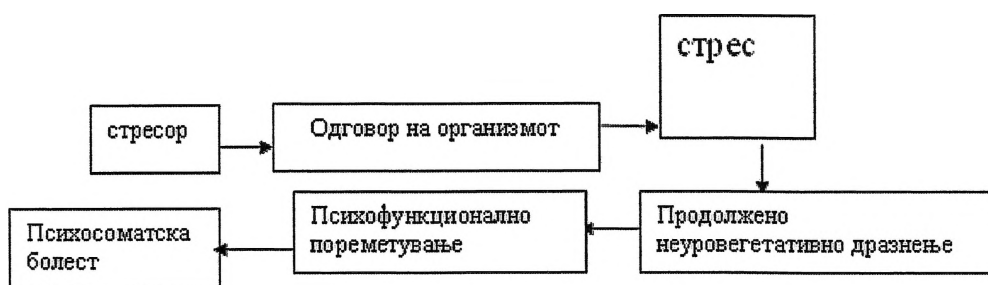 стресор
Одговор на организмот
стрес
Продолжено
неуровегетативно дразнење
Психофункционално
пореметување
Психосоматска
болест